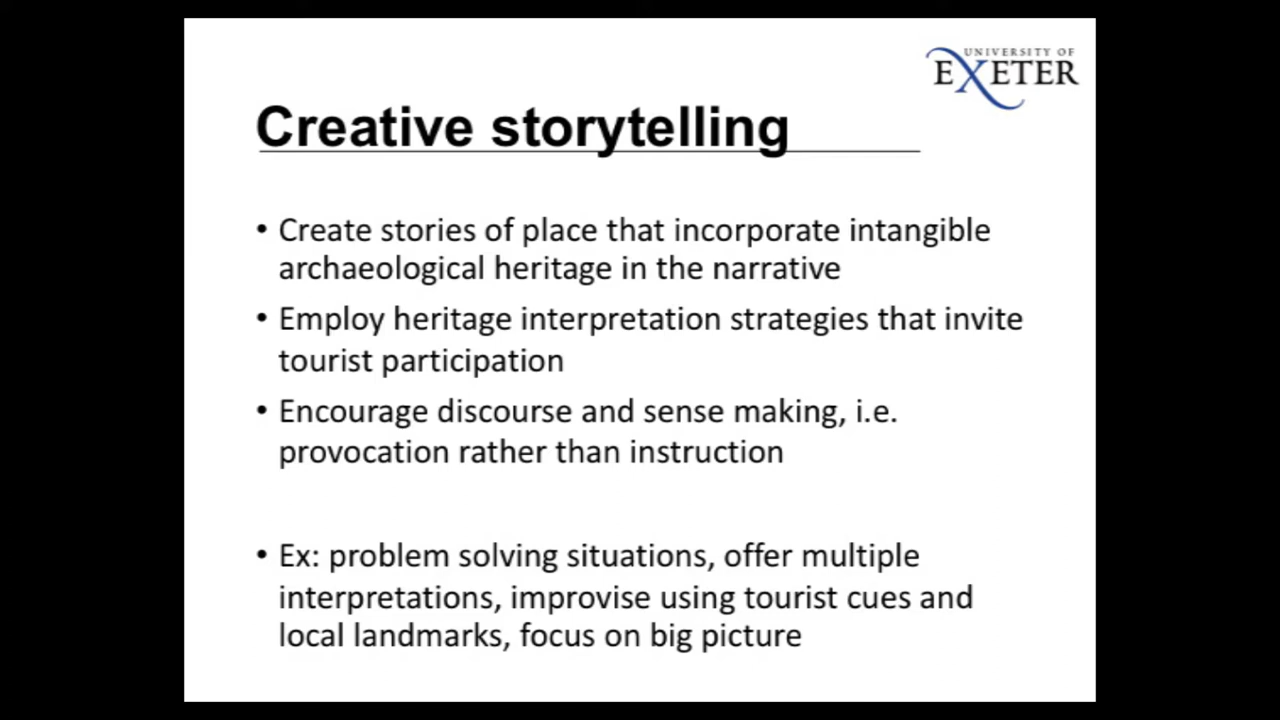 UNIVERSITY OF
EXETER
Creative storytelling
• Create stories of place that incorporate intangible
archaeological heritage in the narrative
• Employ heritage interpretation strategies that invite
tourist participation
• Encourage discourse and sense making, i.e.
provocation rather than instruction
• Ex: problem solving situations, offer multiple
interpretations, improvise using tourist cues and
local landmarks, focus on big picture